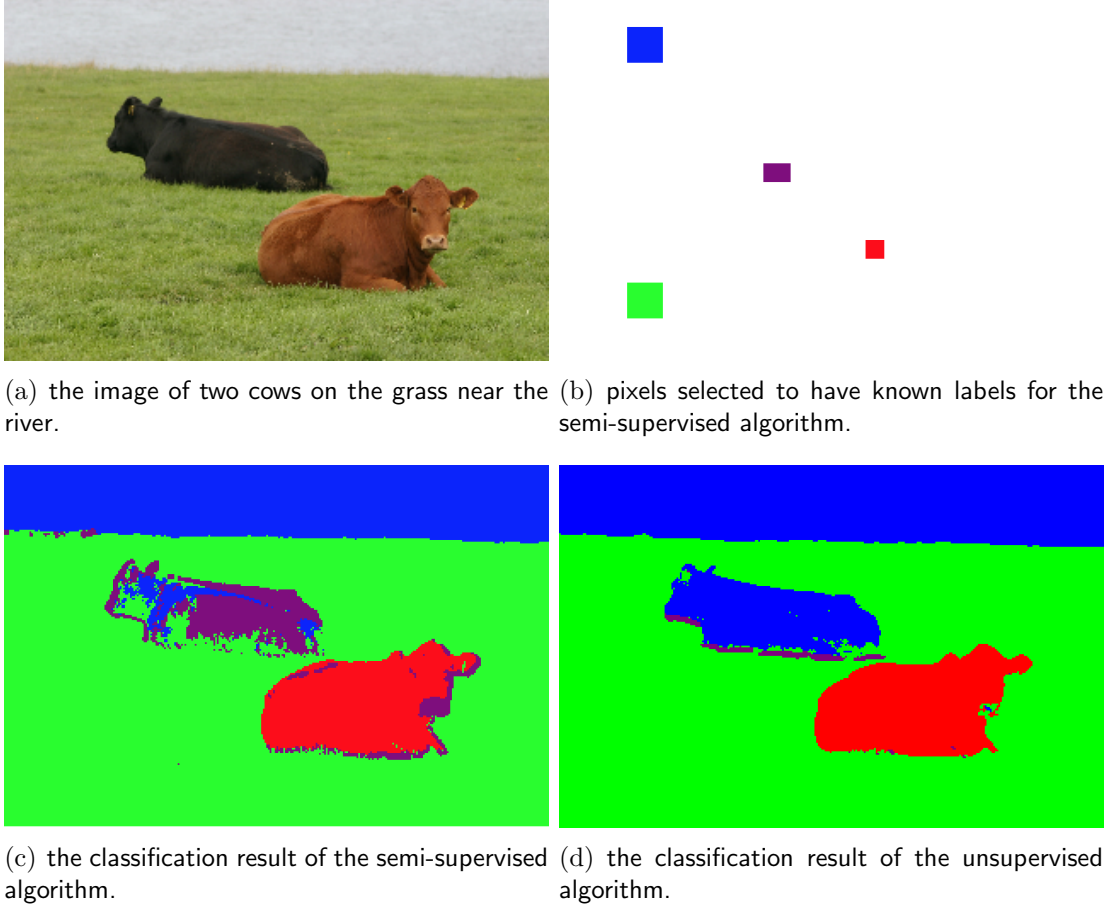 (a) the image of two cows on the grass near the
river.
(b) pixels selected to have known labels for the
semi-supervised algorithm.
(c) the classification result of the semi-supervised
algorithm.
(d) the classification result of the unsupervised
algorithm.